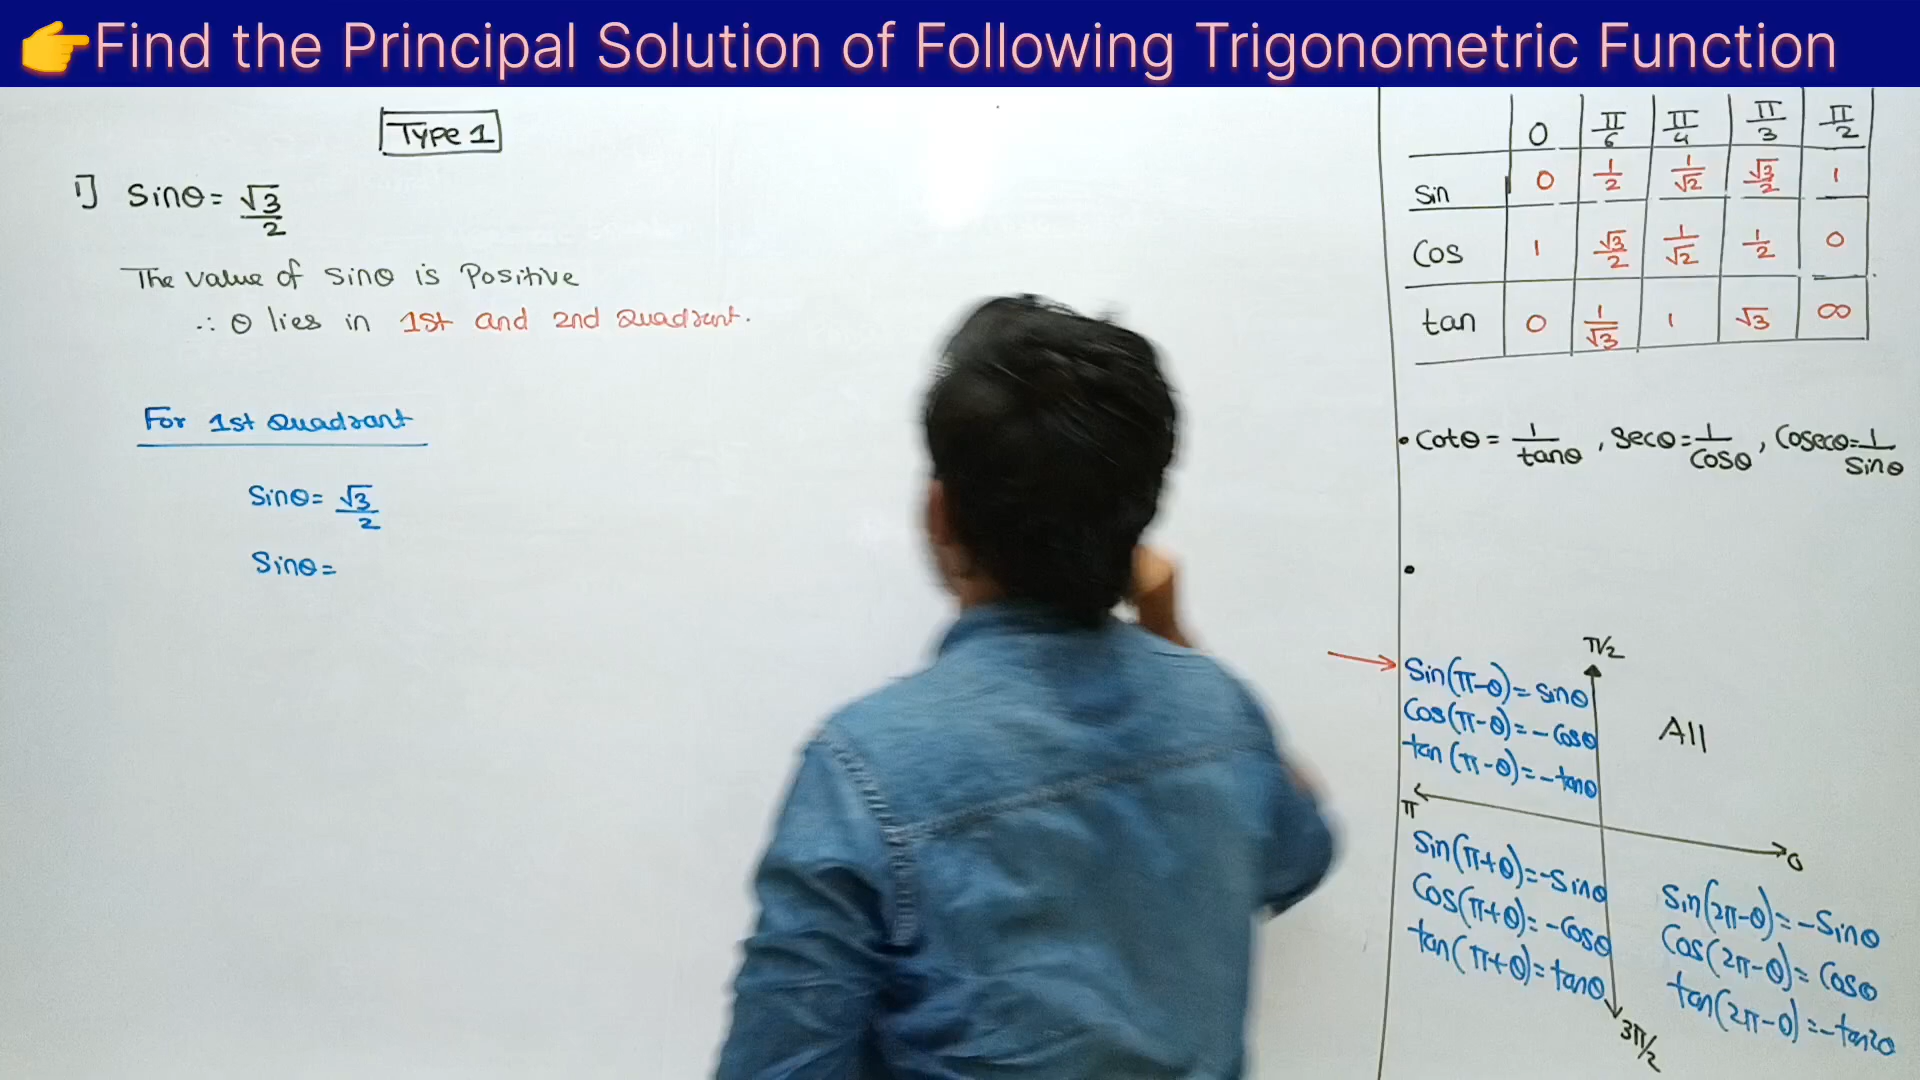 👉Find the Principal Solution of Following Trigonometric Function
Type 1
1] Sinθ = √3/2
The value of sinθ is Positive
∴ θ lies in 1st and 2nd Quadrant.
For 1st Quadrant
Sinθ = √3/2
Sinθ =
0 π/6 π/4 π/3 π/2
Sin 0 1/2 1/√2 √3/2 1
Cos 1 √3/2 1/√2 1/2 0
tan 0 1/√3 1 √3 ∞
• Cotθ = 1/tanθ , Secθ = 1/Cosθ , Cosecθ = 1/Sinθ
•
π/2
Sin(π-θ) = sinθ
Cos(π-θ) = -Cosθ
tan(π-θ) = -tanθ
All
π
0
Sin(π+θ) = -Sinθ
Cos(π+θ) = -Cosθ
tan(π+θ) = tanθ
Sin(2π-θ) = -Sinθ
Cos(2π-θ) = Cosθ
3π/2